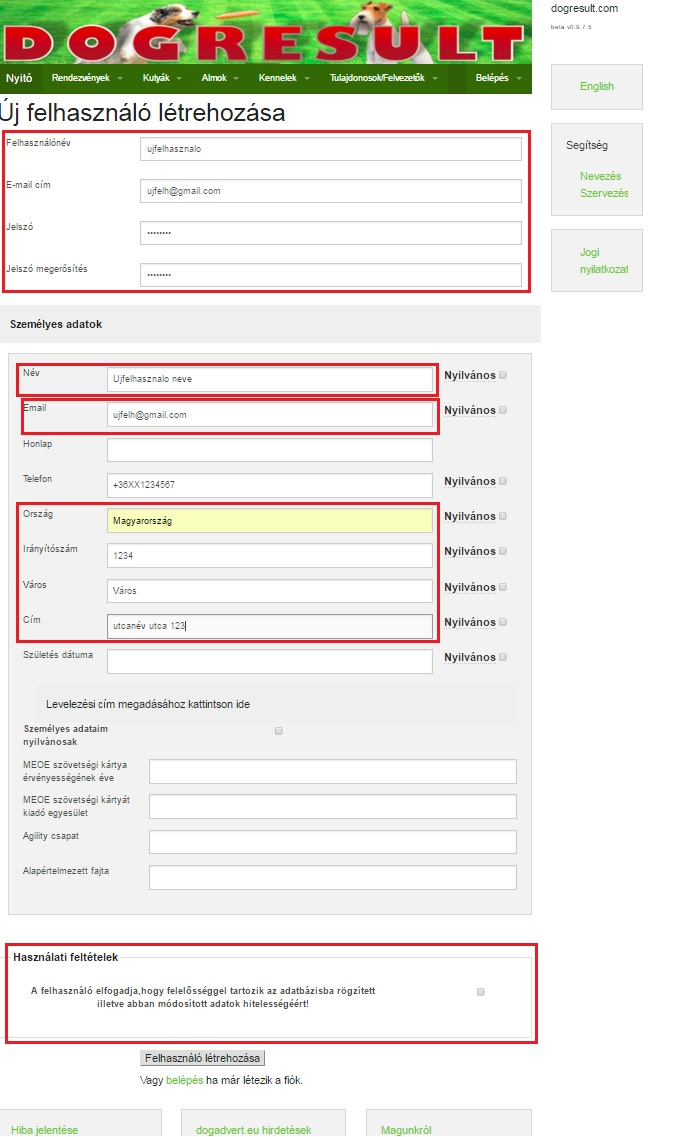 DOGRESULT
dogresult.com
beta v0.9.7.5
Nyitó Rendezvények Kutyák Almok Kennelek Tulajdonosok/Felvezetők Belépés
English
Segítség
Nevezés
Szervezés
Jogi
nyilatkozat
Új felhasználó létrehozása
Felhasználónév ujfelhasznalo
E-mail cím ujfelh@gmail.com
Jelszó ••••••••
Jelszó megerősítés ••••••••
Személyes adatok
Név Ujfelhasznalo neve Nyilvános
Email ujfelh@gmail.com Nyilvános
Honlap
Telefon +36XX1234567 Nyilvános
Ország Magyarország Nyilvános
Irányítószám 1234 Nyilvános
Város Város Nyilvános
Cím utcanév utca 123 Nyilvános
Születés dátuma Nyilvános
Levelezési cím megadásához kattintson ide
Személyes adataim
nyilvánosak
MEOE szövetségi kártya
érvényességének éve
MEOE szövetségi kártyát
kiadó egyesület
Agility csapat
Alapértelmezett fajta
Használati feltételek
A felhasználó elfogadja,hogy felelősséggel tartozik az adatbázisba rögzített
illetve abban módosított adatok hitelességéért!
Felhasználó létrehozása
Vagy belépés ha már létezik a fiók.
Hiba jelentése dogadvert.eu hirdetések Magunkról